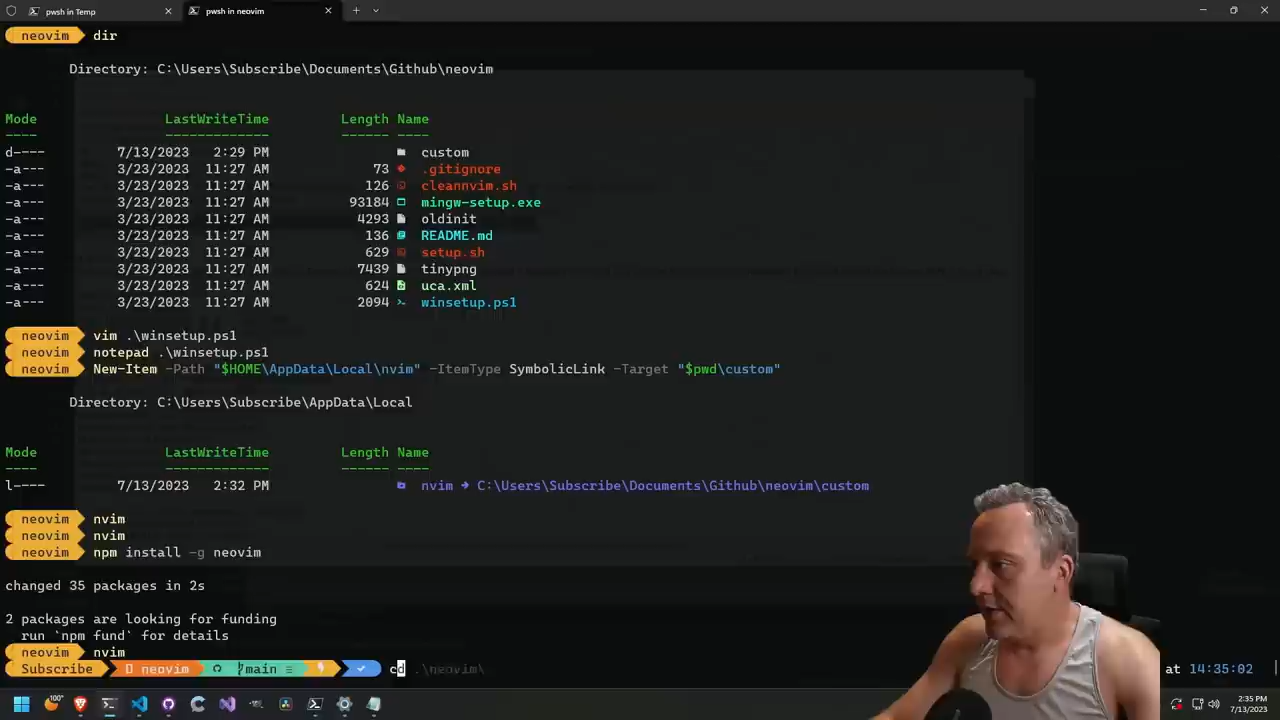 pwsh in Temp
pwsh in neovim
neovim dir
Directory: C:\Users\Subscribe\Documents\Github\neovim
Mode LastWriteTime Length Name
---- ------------- ------ ----
d---- 7/13/2023 2:29 PM custom
-a--- 3/23/2023 11:27 AM 73 .gitignore
-a--- 3/23/2023 11:27 AM 126 cleannvim.sh
-a--- 3/23/2023 11:27 AM 93184 mingw-setup.exe
-a--- 3/23/2023 11:27 AM 4293 oldinit
-a--- 3/23/2023 11:27 AM 136 README.md
-a--- 3/23/2023 11:27 AM 629 setup.sh
-a--- 3/23/2023 11:27 AM 7439 tinypng
-a--- 3/23/2023 11:27 AM 624 uca.xml
-a--- 3/23/2023 11:27 AM 2094 winsetup.ps1
neovim vim .\winsetup.ps1
neovim notepad .\winsetup.ps1
neovim New-Item -Path "$HOME\AppData\Local\nvim" -ItemType SymbolicLink -Target "$pwd\custom"
Directory: C:\Users\Subscribe\AppData\Local
Mode LastWriteTime Length Name
---- ------------- ------ ----
l---- 7/13/2023 2:32 PM nvim → C:\Users\Subscribe\Documents\Github\neovim\custom
neovim nvim
neovim nvim
neovim npm install -g neovim
changed 35 packages in 2s
2 packages are looking for funding
run `npm fund` for details
neovim nvim
Subscribe neovim main ≡ cd .\neovim\ at 14:35:02
100°
2:35 PM
7/13/2023